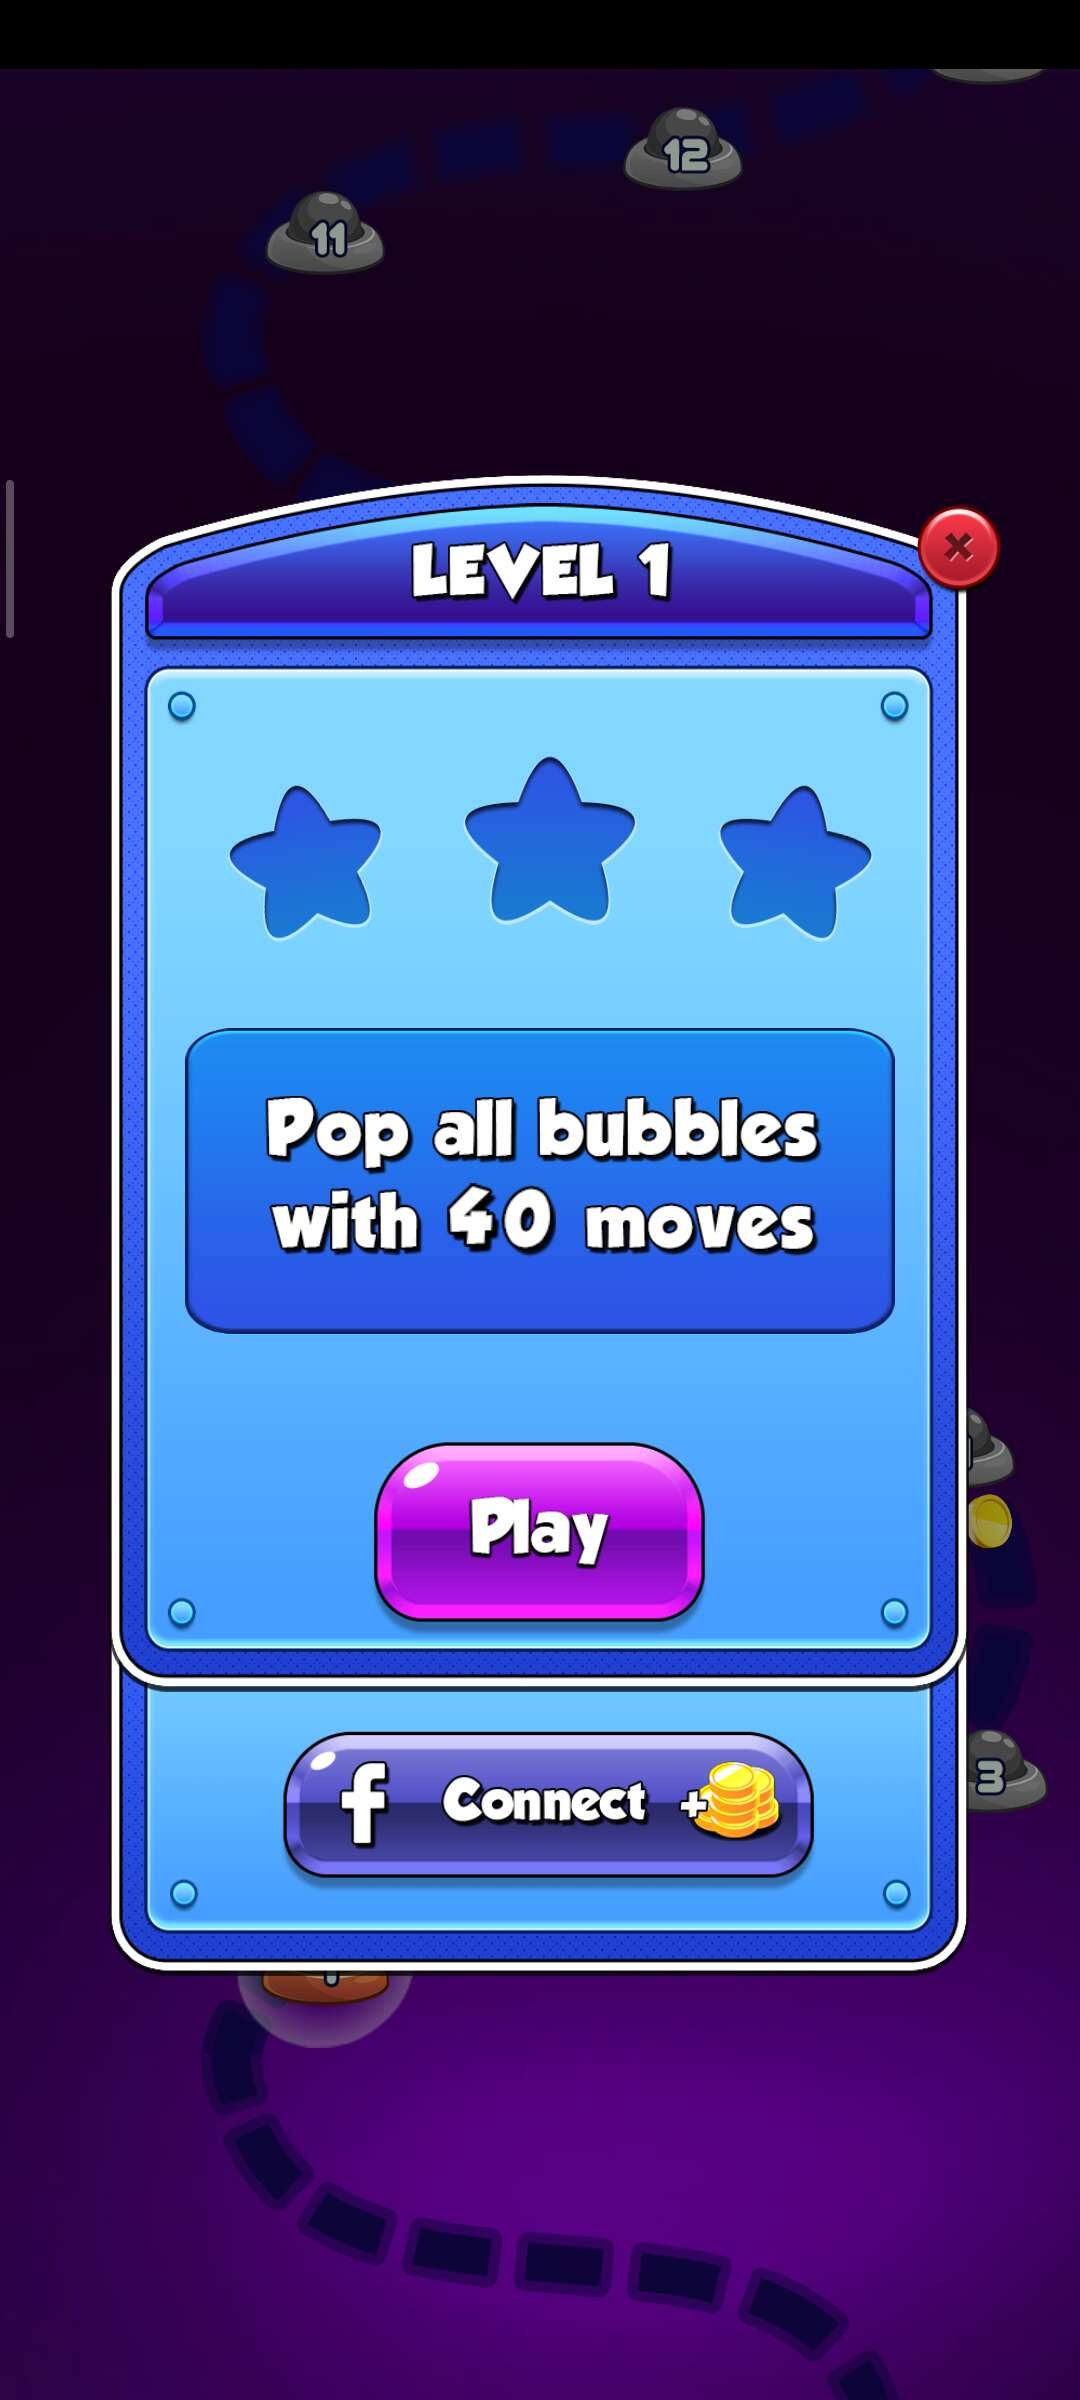 12
11
LEVEL 1
Pop all bubbles
with 40 moves
Play
3
f Connect +